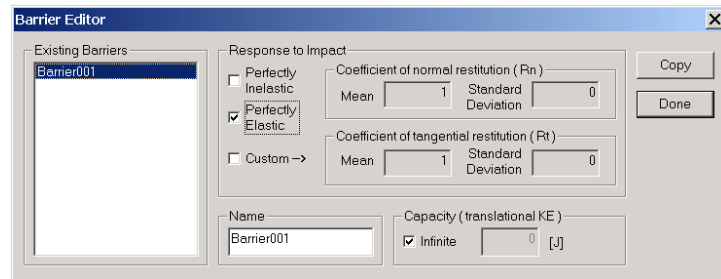 Barrier Editor
Existing Barriers
Barrier001
Response to Impact
Perfectly
Inelastic
Perfectly
Elastic
Custom -->
Coefficient of normal restitution ( Rn )
Mean 1 Standard Deviation 0
Coefficient of tangential restitution ( Rt )
Mean 1 Standard Deviation 0
Name
Barrier001
Capacity ( translational KE )
Infinite 0 [J]
Copy
Done